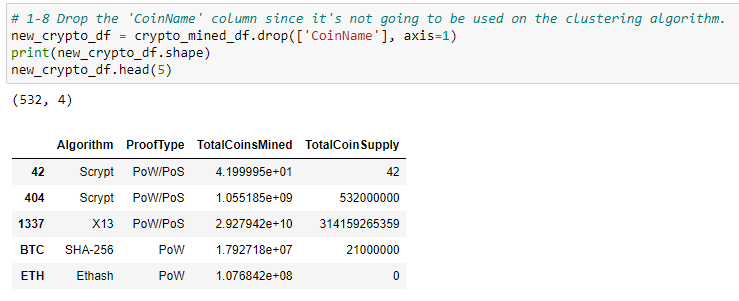 # 1-8 Drop the 'CoinName' column since it's not going to be used on the clustering algorithm.
new_crypto_df = crypto_mined_df.drop(['CoinName'], axis=1)
print(new_crypto_df.shape)
new_crypto_df.head(5)
(532, 4)
Algorithm ProofType TotalCoinsMined TotalCoinSupply
42 Scrypt PoW/PoS 4.199995e+01 42
404 Scrypt PoW/PoS 1.055185e+09 532000000
1337 X13 PoW/PoS 2.927942e+10 314159265359
BTC SHA-256 PoW 1.792718e+07 21000000
ETH Ethash PoW 1.076842e+08 0